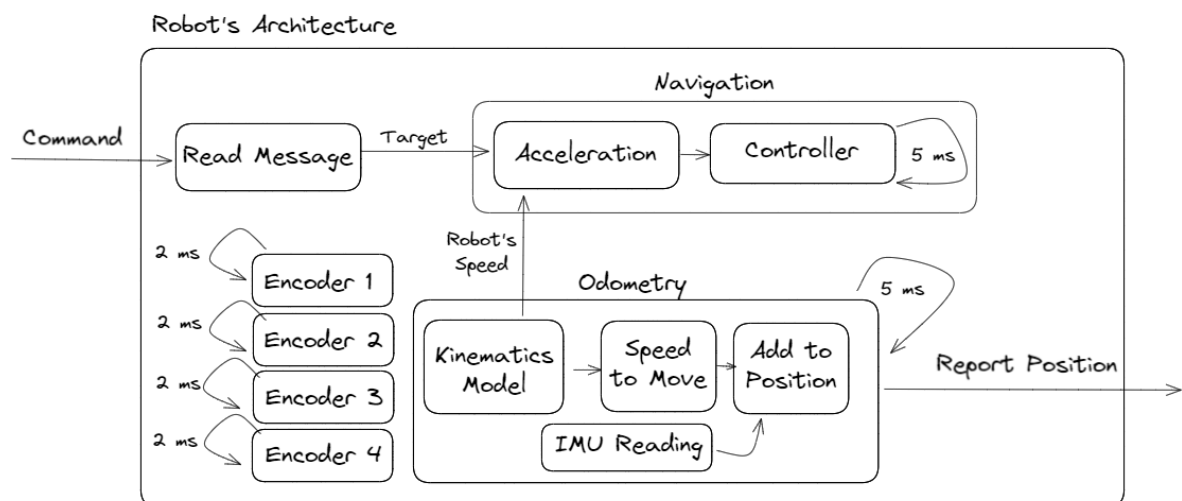 Robot's Architecture
Navigation
Command
Read Message
Target
Acceleration
Controller
5 ms
Robot's
Speed
2 ms
Encoder 1
2 ms
Encoder 2
2 ms
Encoder 3
2 ms
Encoder 4
Odometry
5 ms
Kinematics
Model
Speed
to Move
Add to
Position
IMU Reading
Report Position